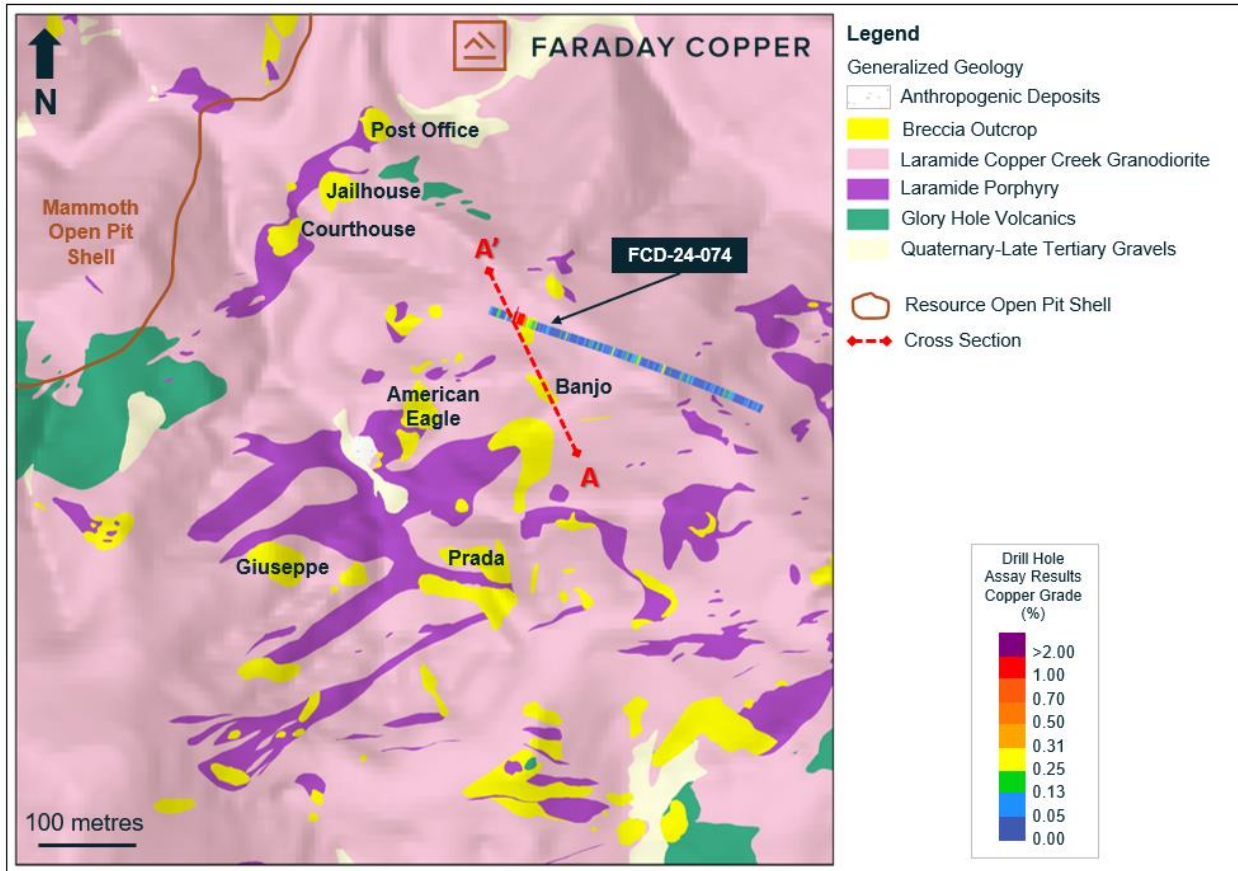 N
FARADAY COPPER
Post Office
Jailhouse
Courthouse
Mammoth
Open Pit
Shell
A'
FCD-24-074
Banjo
American
Eagle
A
Giuseppe
Prada
100 metres
Legend
Generalized Geology
Anthropogenic Deposits
Breccia Outcrop
Laramide Copper Creek Granodiorite
Laramide Porphyry
Glory Hole Volcanics
Quaternary-Late Tertiary Gravels
Resource Open Pit Shell
Cross Section
Drill Hole
Assay Results
Copper Grade
(%)
>2.00
1.00
0.70
0.50
0.31
0.25
0.13
0.05
0.00